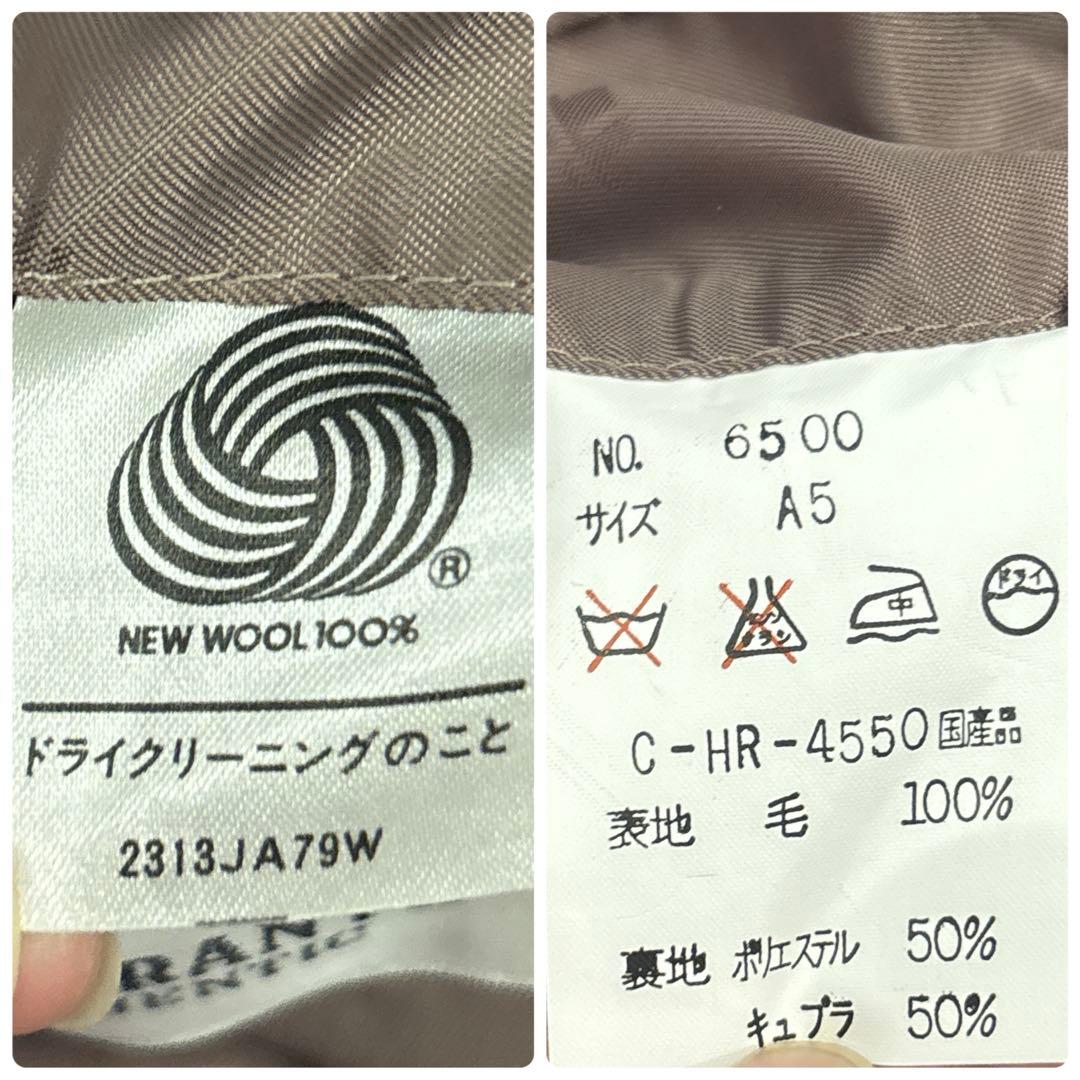 ®
NEW WOOL 100%
ドライクリーニングのこと
2313JA79W
RAN
NO. 6500
サイズ A5
中
ドライ
C-HR-4550 国産品
表地 毛 100%
裏地 ポリエステル 50%
キュプラ 50%